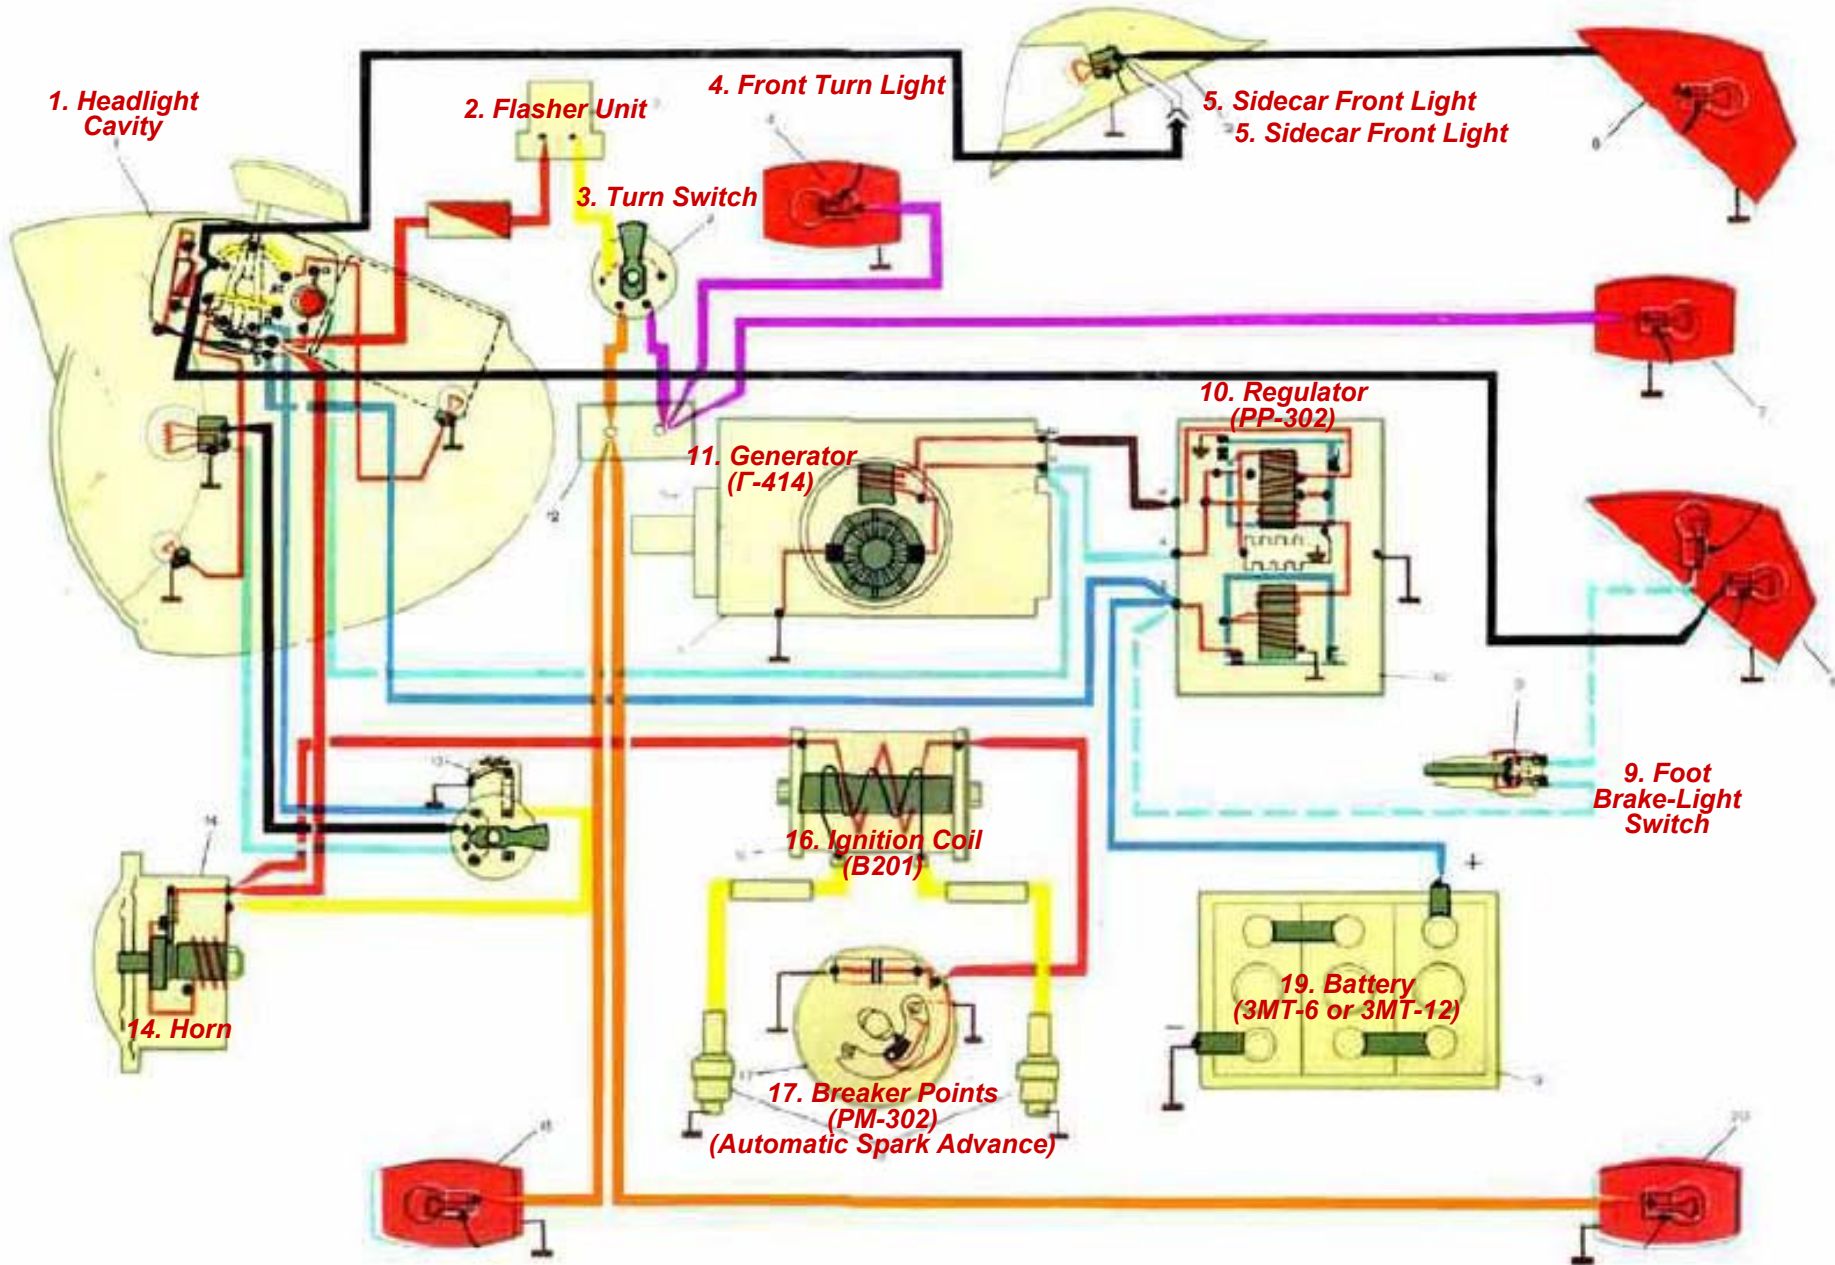 1. Headlight
Cavity
2. Flasher Unit
3. Turn Switch
4. Front Turn Light
5. Sidecar Front Light
5. Sidecar Front Light
10. Regulator
(PP-302)
11. Generator
(Г-414)
9. Foot
Brake-Light
Switch
16. Ignition Coil
(B201)
14. Horn
17. Breaker Points
(PM-302)
(Automatic Spark Advance)
19. Battery
(3MT-6 or 3MT-12)
+
−